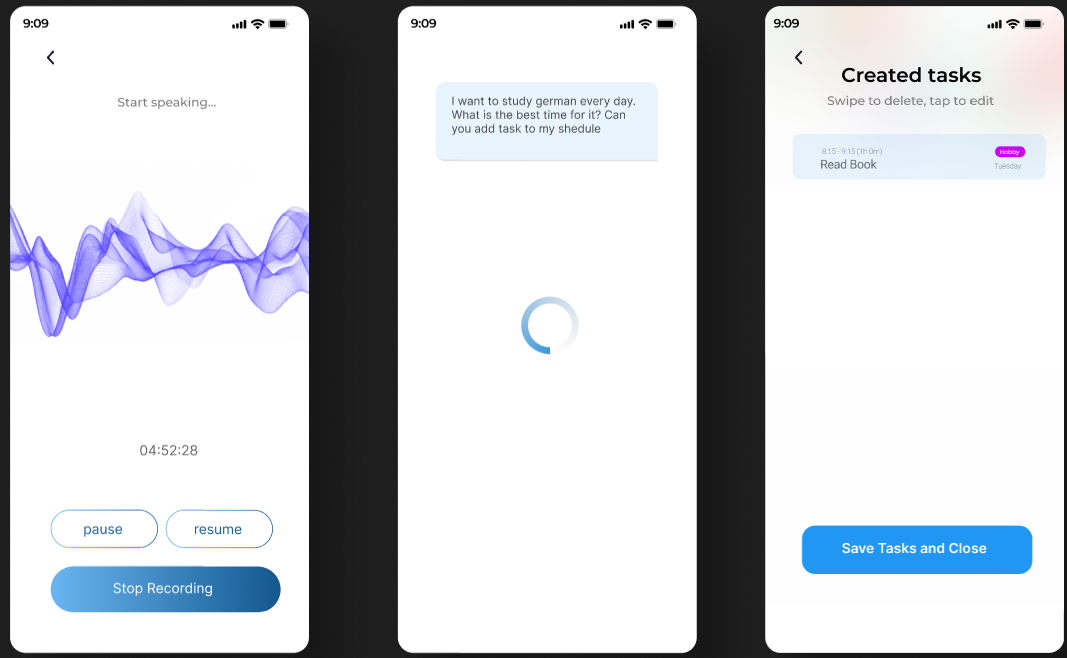 9:09
Start speaking...
04:52:28
pause
resume
Stop Recording
9:09
I want to study german every day.
What is the best time for it? Can
you add task to my shedule
9:09
Created tasks
Swipe to delete, tap to edit
8:15 - 9:15 (1h 0m)
Hobby
Read Book
Tuesday
Save Tasks and Close